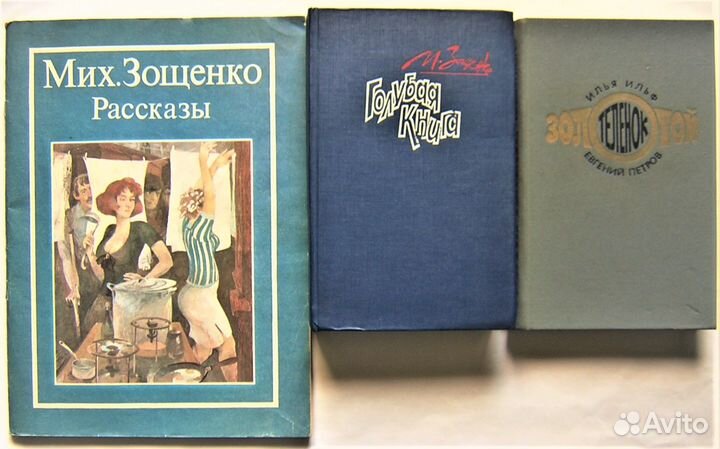 Мих. Зощенко
Рассказы
Голубая
Книга
ИЛЬЯ ИЛЬФ
ЗОЛОТОЙ
ТЕЛЕНОК
ЕВГЕНИЙ ПЕТРОВ
Avito